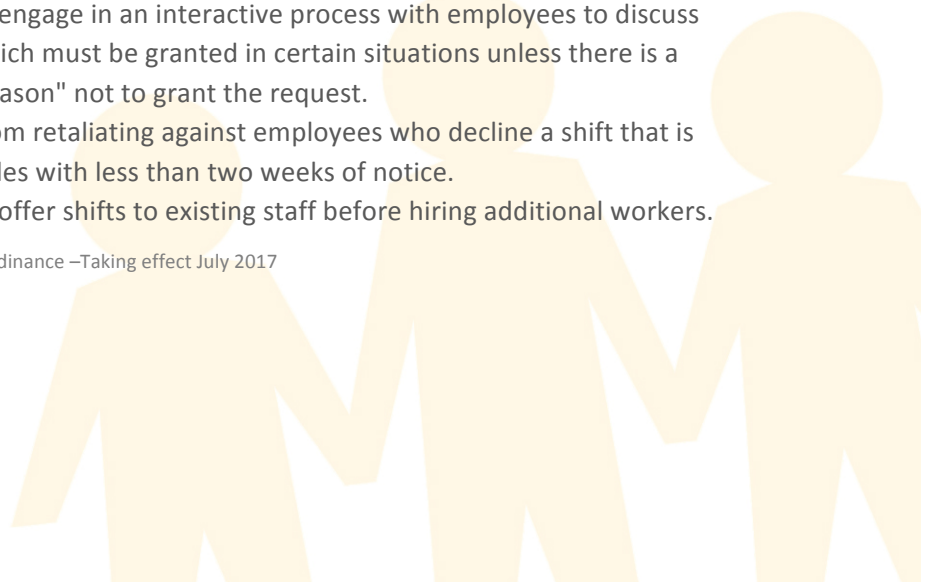 engage in an interactive process with employees to discuss
ich must be granted in certain situations unless there is a
ason" not to grant the request.
om retaliating against employees who decline a shift that is
les with less than two weeks of notice.
offer shifts to existing staff before hiring additional workers.
dinance –Taking effect July 2017